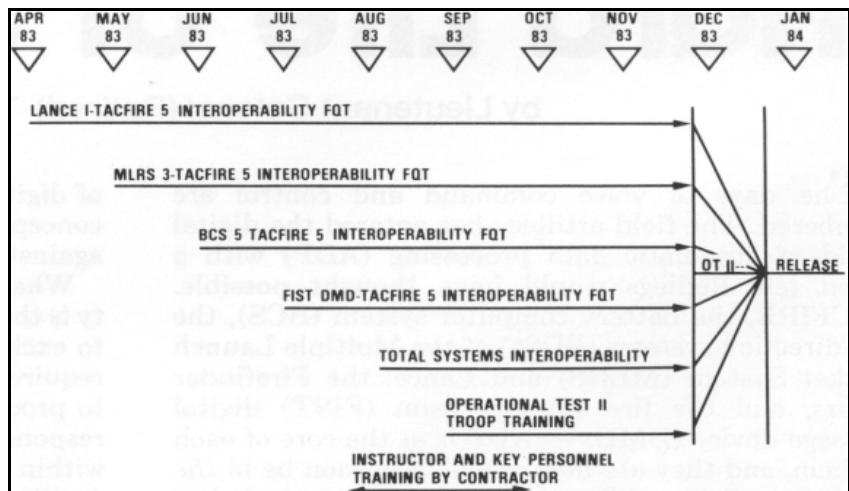 APR MAY JUN JUL AUG SEP OCT NOV DEC JAN
83 83 83 83 83 83 83 83 83 84
LANCE I-TACFIRE 5 INTEROPERABILITY FQT
MLRS 3-TACFIRE 5 INTEROPERABILITY FQT
BCS 5 TACFIRE 5 INTEROPERABILITY FQT
OT II RELEASE
FIST DMD-TACFIRE 5 INTEROPERABILITY FQT
TOTAL SYSTEMS INTEROPERABILITY
OPERATIONAL TEST II
TROOP TRAINING
INSTRUCTOR AND KEY PERSONNEL
TRAINING BY CONTRACTOR